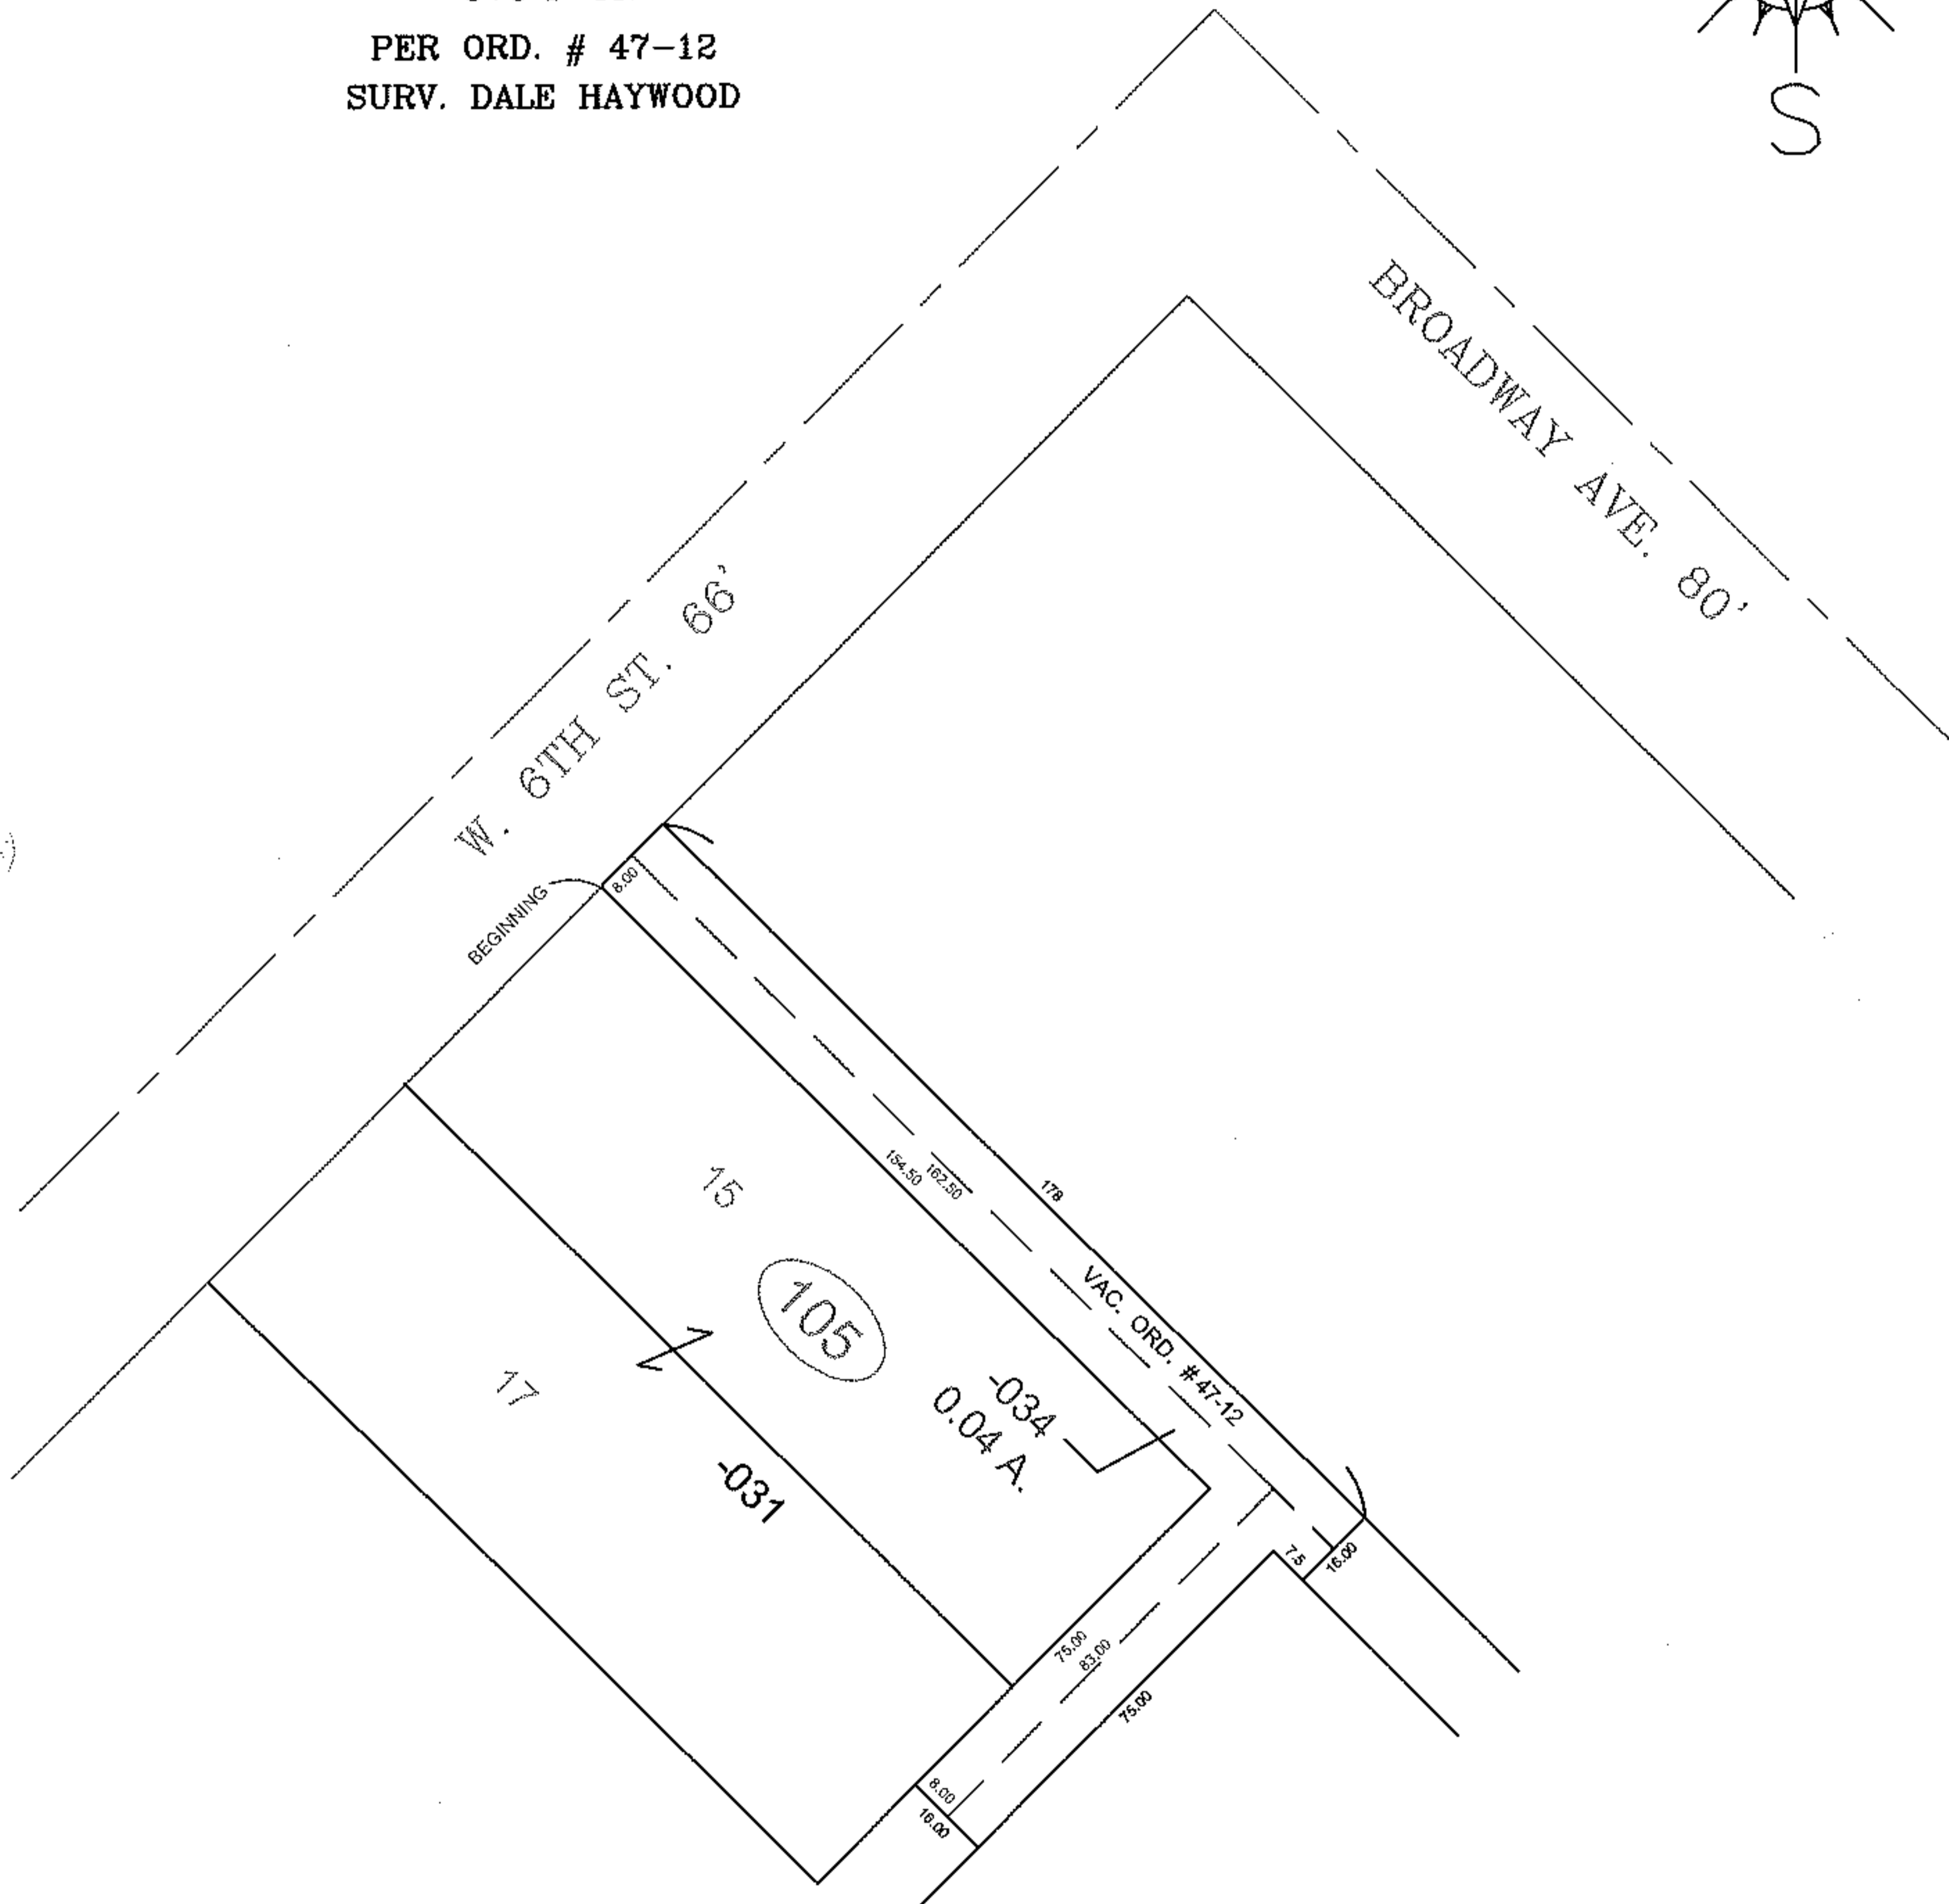 PER ORD. # 47-12
SURV. DALE HAYWOOD
S
BROADWAY AVE. 80'
W. 6TH ST. 66'
BEGINNING
8.00
154.50
162.50
178
VAC. ORD. #47-12
15
105
17
-034
0.04 A.
-031
7.5
16.00
75.00
83.00
75.00
8.00
16.00